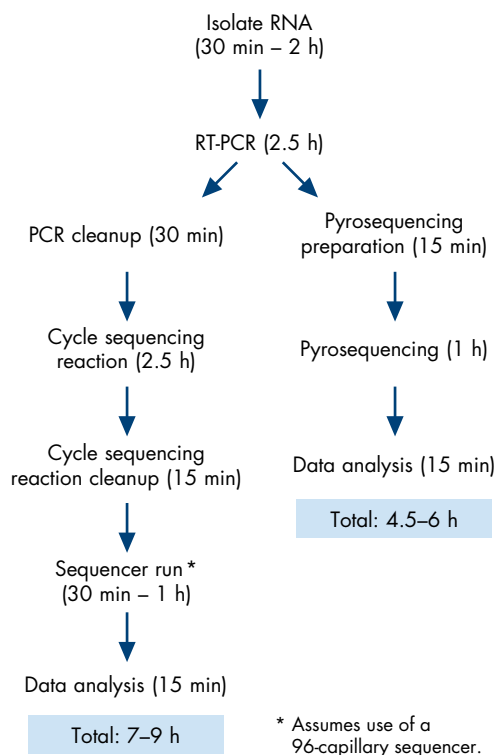 Isolate RNA
(30 min – 2 h)
RT-PCR (2.5 h)
PCR cleanup (30 min)
Cycle sequencing
reaction (2.5 h)
Cycle sequencing
reaction cleanup (15 min)
Sequencer run *
(30 min – 1 h)
Data analysis (15 min)
Total: 7–9 h
Pyrosequencing
preparation (15 min)
Pyrosequencing (1 h)
Data analysis (15 min)
Total: 4.5–6 h
* Assumes use of a
96-capillary sequencer.